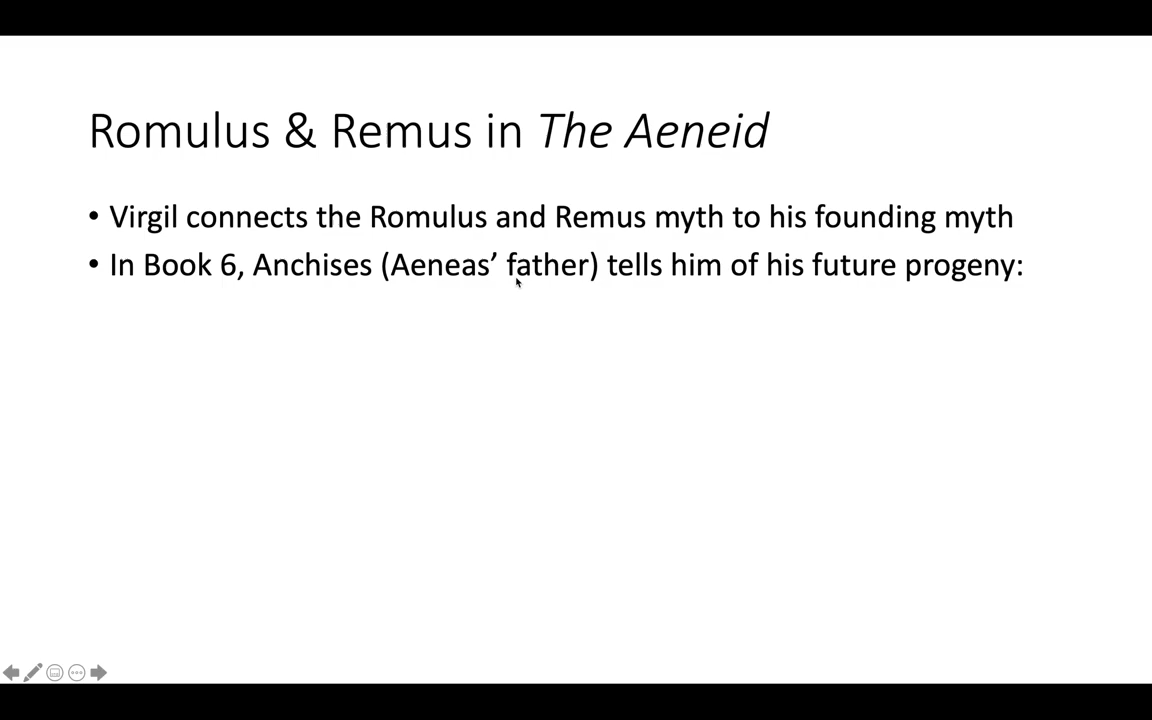 Romulus & Remus in The Aeneid
• Virgil connects the Romulus and Remus myth to his founding myth
• In Book 6, Anchises (Aeneas’ father) tells him of his future progeny: